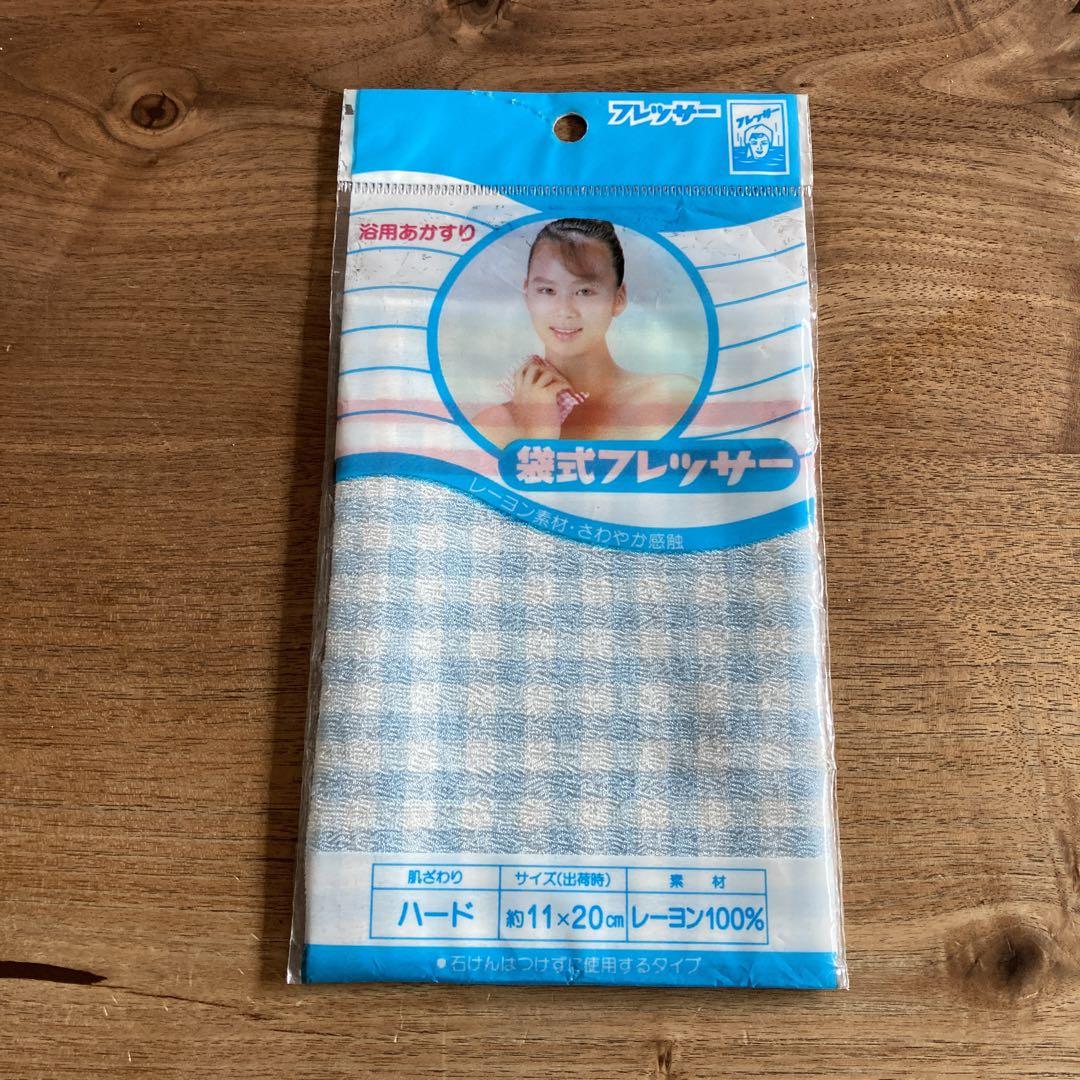 フレッサー
フレッサー
浴用あかすり
袋式フレッサー
レーヨン素材・さわやか感触
肌ざわり サイズ(出荷時) 素 材
ハード 約11×20cm レーヨン100%
●石けんはつけずに使用するタイプ